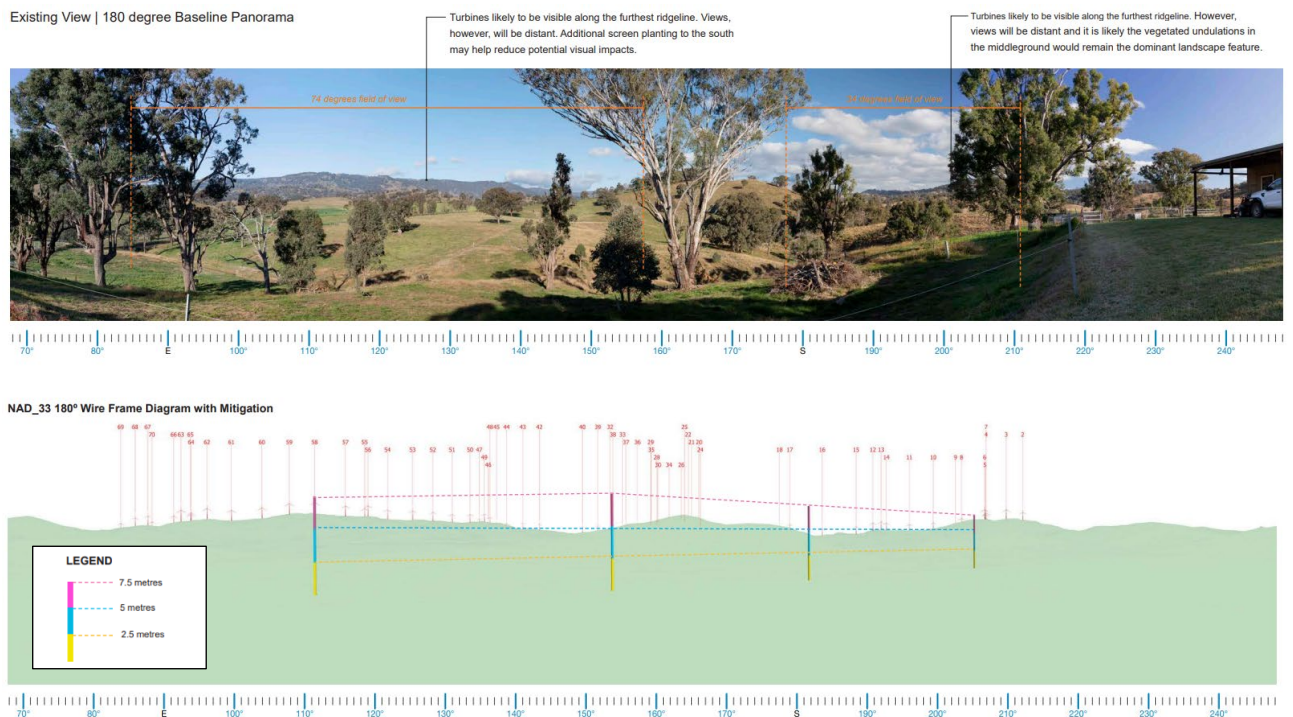 Existing View | 180 degree Baseline Panorama
Turbines likely to be visible along the furthest ridgeline. Views,
however, will be distant. Additional screen planting to the south
may help reduce potential visual impacts.
Turbines likely to be visible along the furthest ridgeline. However,
views will be distant and it is likely the vegetated undulations in
the middleground would remain the dominant landscape feature.
74 degrees field of view
degrees field of view
70° 80° E 100° 110° 120° 130° 140° 150° 160° 170° S 190° 200° 210° 220° 230° 240°
NAD_33 180º Wire Frame Diagram with Mitigation
48 45 44 43 42 40 39 32 25 7
69 68 67 66 63 65 38 33 22 4 3 2
70 64 62 61 60 59 58 57 55 37 36 29 21 20
56 54 53 52 51 50 47 35 24 18 17 16 15 12 13 11 10 9 8 6
49 28 14 5
46 30 34 26
LEGEND
7.5 metres
5 metres
2.5 metres
70° 80° E 100° 110° 120° 130° 140° 150° 160° 170° S 190° 200° 210° 220° 230° 240°